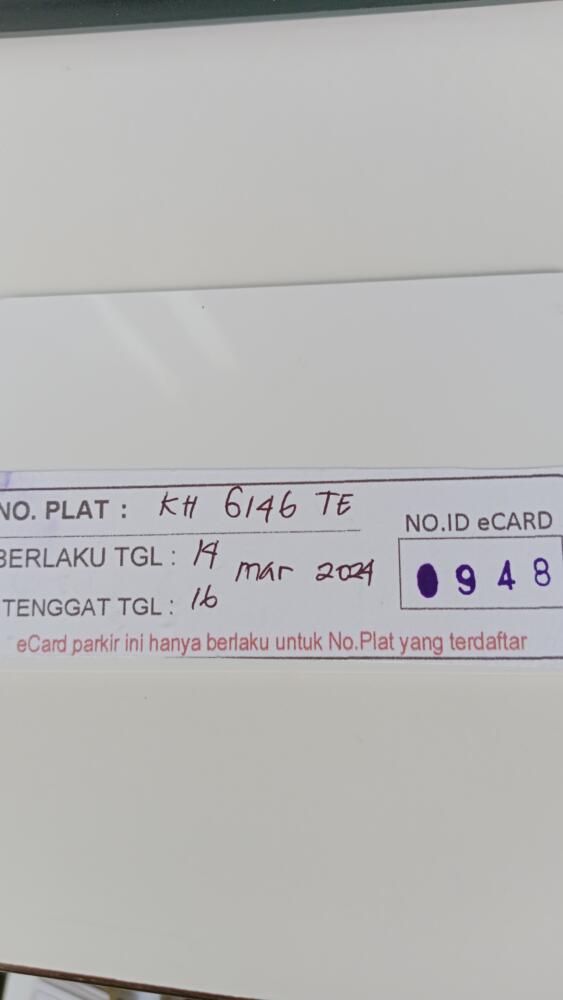 NO. PLAT : KH 6146 TE
NO.ID eCARD
BERLAKU TGL : 14 mar 2024
948
TENGGAT TGL : 16
eCard parkir ini hanya berlaku untuk No.Plat yang terdaftar